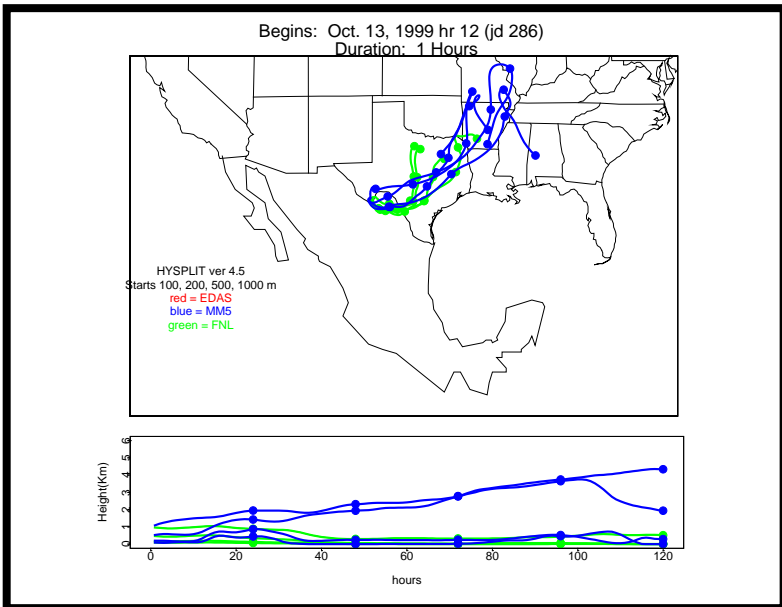 Begins: Oct. 13, 1999 hr 12 (jd 286)
Duration: 1 Hours
HYSPLIT ver 4.5
Starts 100, 200, 500, 1000 m
red = EDAS
blue = MM5
green = FNL
Height(Km)
6
5
4
3
2
1
0
0 20 40 60 80 100 120
hours